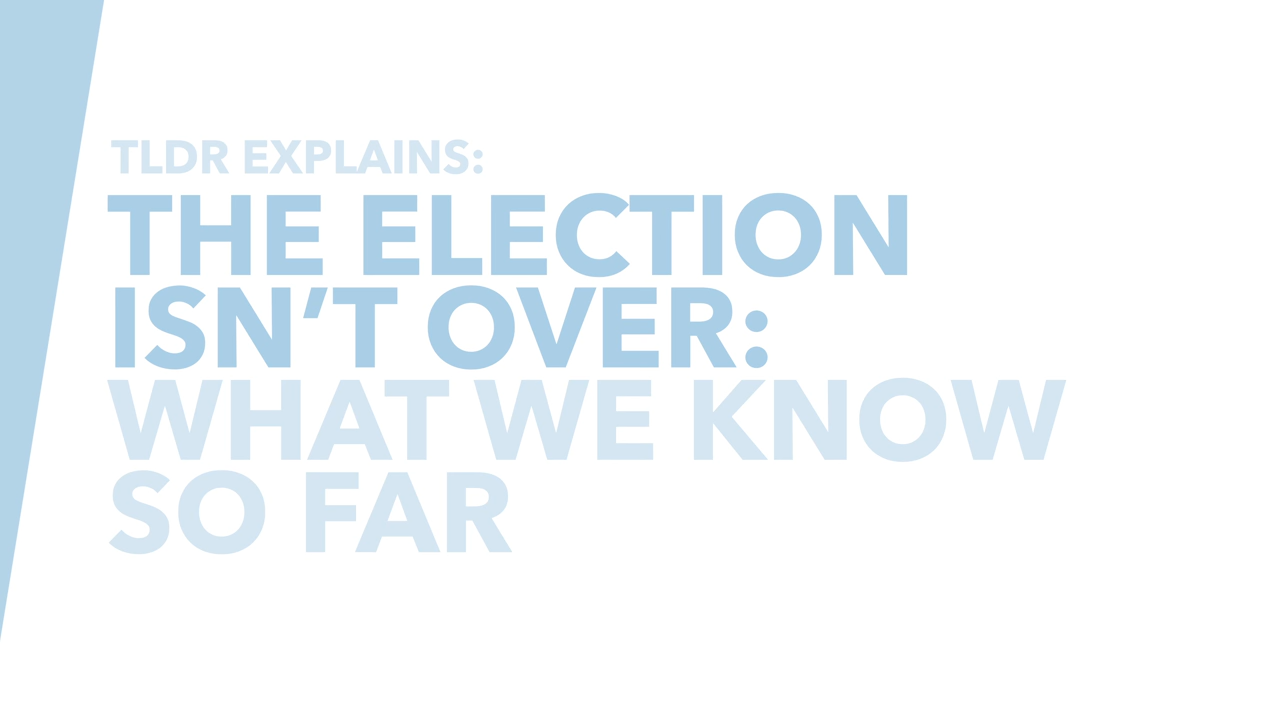 TLDR EXPLAINS:
THE ELECTION
ISN’T OVER:
WHAT WE KNOW
SO FAR